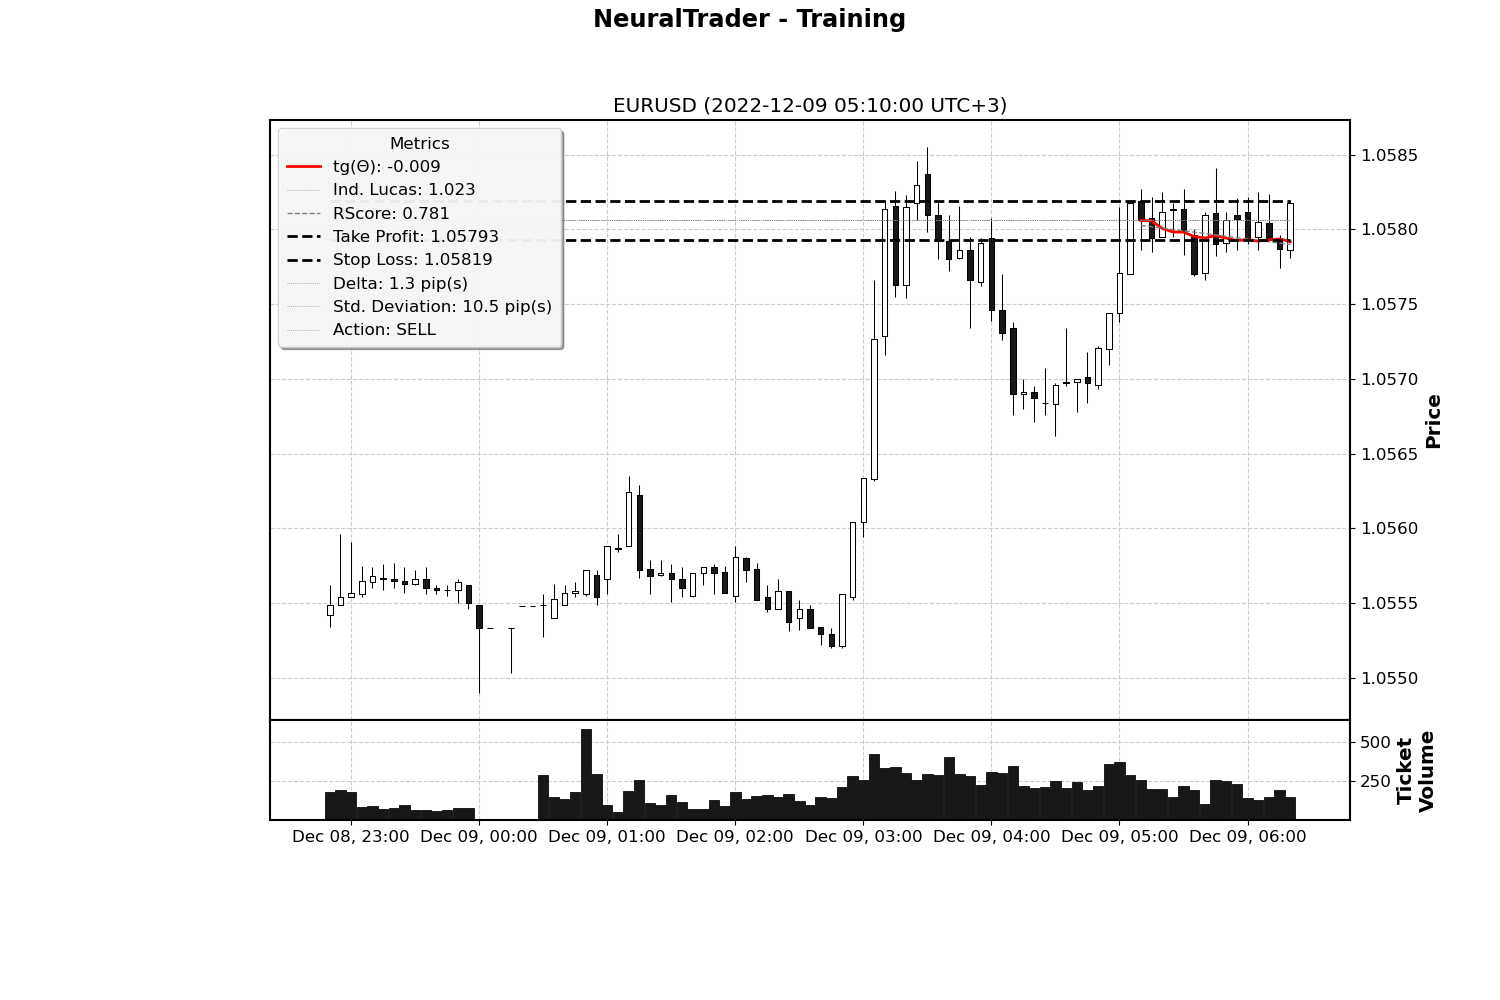 NeuralTrader - Training
EURUSD (2022-12-09 05:10:00 UTC+3)
Metrics
tg(Θ): -0.009
Ind. Lucas: 1.023
RScore: 0.781
Take Profit: 1.05793
Stop Loss: 1.05819
Delta: 1.3 pip(s)
Std. Deviation: 10.5 pip(s)
Action: SELL
1.0585
1.0580
1.0575
1.0570
1.0565
1.0560
1.0555
1.0550
Price
500
250
Ticket
Volume
Dec 08, 23:00
Dec 09, 00:00
Dec 09, 01:00
Dec 09, 02:00
Dec 09, 03:00
Dec 09, 04:00
Dec 09, 05:00
Dec 09, 06:00